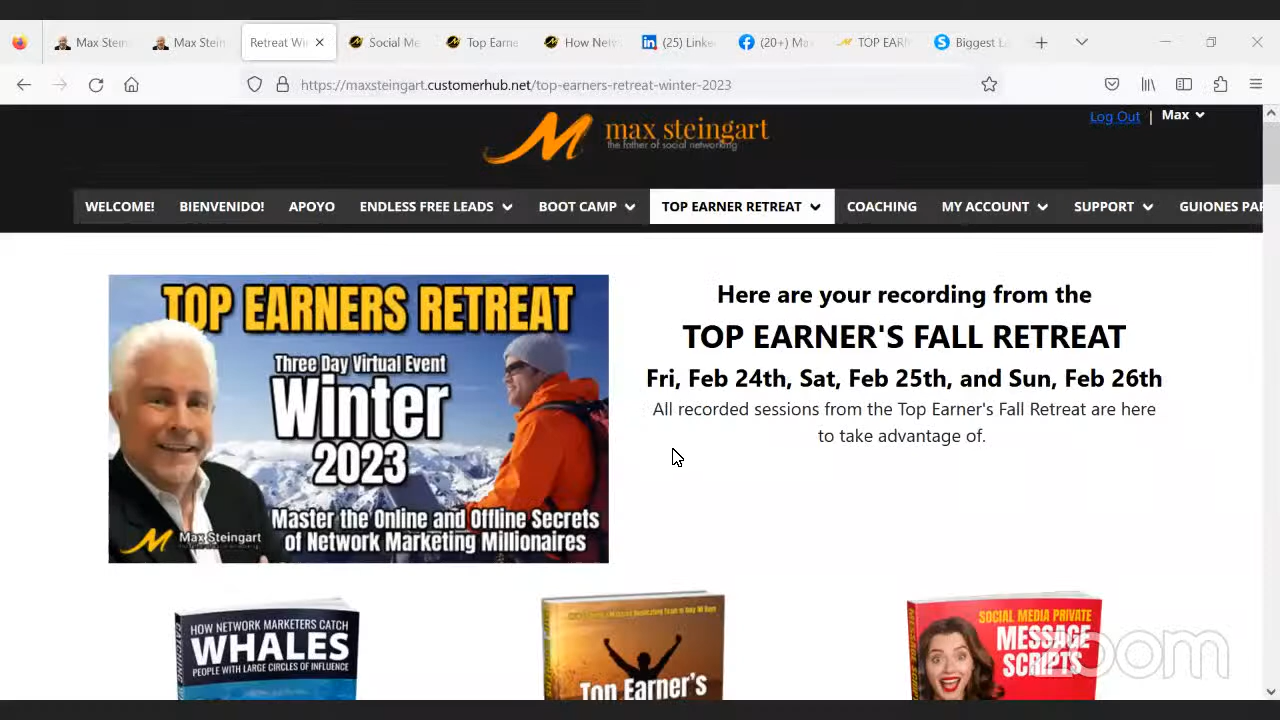 Max Stein
Max Stein
Retreat Wi
Social Me
Top Earne
How Netw
in (25) Linke
(20+) Ma
TOP EARN
Biggest L
https://maxsteingart.customerhub.net/top-earners-retreat-winter-2023
max steingart
the father of social networking
Log Out | Max
WELCOME! BIENVENIDO! APOYO ENDLESS FREE LEADS BOOT CAMP TOP EARNER RETREAT COACHING MY ACCOUNT SUPPORT GUIONES PAR
TOP EARNERS RETREAT
Three Day Virtual Event
Winter
2023
Master the Online and Offline Secrets
of Network Marketing Millionaires
Max Steingart
Here are your recording from the
TOP EARNER'S FALL RETREAT
Fri, Feb 24th, Sat, Feb 25th, and Sun, Feb 26th
All recorded sessions from the Top Earner's Fall Retreat are here
to take advantage of.
HOW NETWORK MARKETERS CATCH
WHALES
PEOPLE WITH LARGE CIRCLES OF INFLUENCE
Top Earner's
SOCIAL MEDIA PRIVATE
MESSAGE
SCRIPTS
zoom